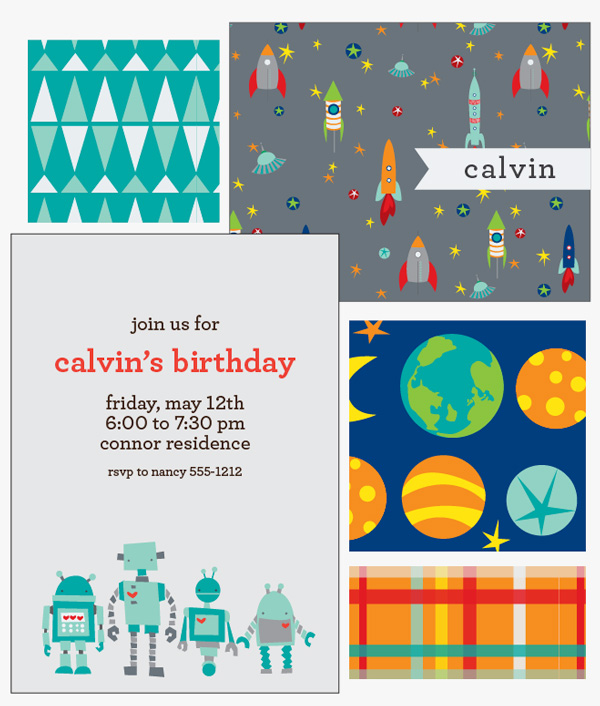 calvin
join us for
calvin's birthday
friday, may 12th
6:00 to 7:30 pm
connor residence
rsvp to nancy 555-1212